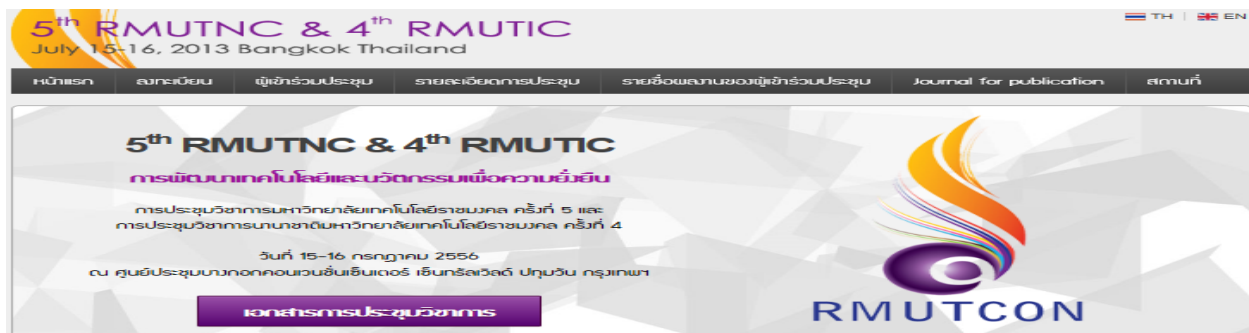 5th RMUTNC & 4th RMUTIC
TH | EN
July 15-16, 2013 Bangkok Thailand
หน้าแรก ลงทะเบียน ผู้เข้าร่วมประชุม รายละเอียดการประชุม รายชื่อผลงานของผู้เข้าร่วมประชุม Journal for publication สถานที่
5th RMUTNC & 4th RMUTIC
การพัฒนาเทคโนโลยีและนวัตกรรมเพื่อความยั่งยืน
การประชุมวิชาการมหาวิทยาลัยเทคโนโลยีราชมงคล ครั้งที่ 5 และ
การประชุมวิชาการนานาชาติมหาวิทยาลัยเทคโนโลยีราชมงคล ครั้งที่ 4
วันที่ 15-16 กรกฎาคม 2556
ณ ศูนย์ประชุมบางกอกคอนเวนชั่นเซ็นเตอร์ เซ็นทรัลเวิลด์ ปทุมวัน กรุงเทพฯ
เอกสารการประชุมวิชาการ
RMUTCON